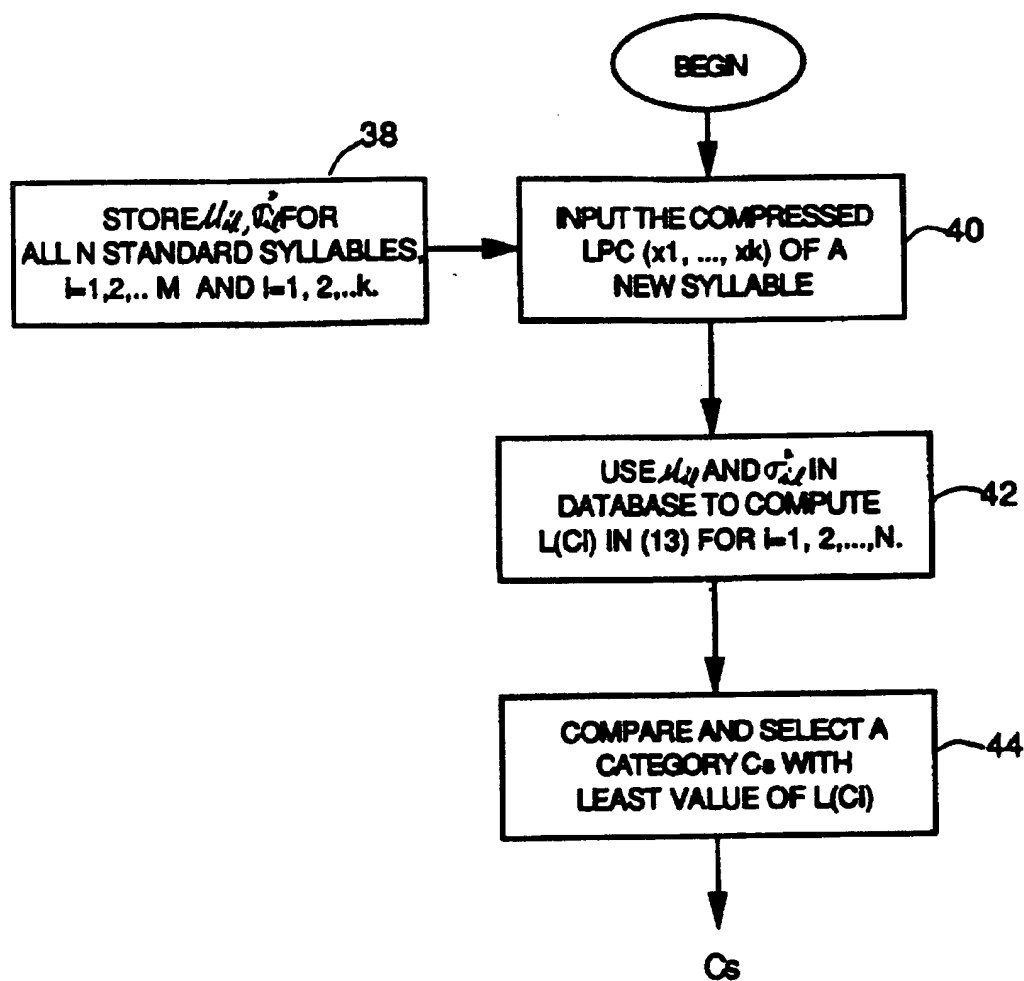 BEGIN
38
STORE μil, σ²il FOR
ALL N STANDARD SYLLABLES,
i=1,2,.. M AND l=1, 2,..k.
INPUT THE COMPRESSED
LPC (x1, ..., xk) OF A
NEW SYLLABLE
40
USE μil AND σ²il IN
DATABASE TO COMPUTE
L(Ci) IN (13) FOR i=1, 2,...,N.
42
COMPARE AND SELECT A
CATEGORY Cs WITH
LEAST VALUE OF L(Ci)
44
Cs